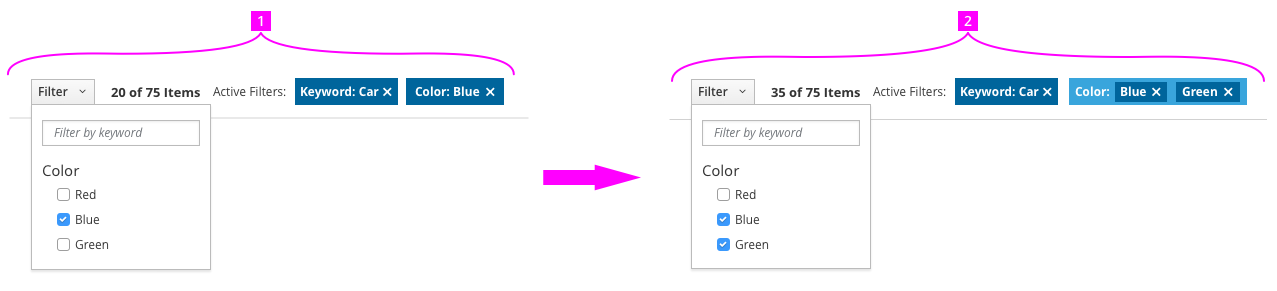 1
Filter
20 of 75 Items
Active Filters:
Keyword: Car ✕
Color: Blue ✕
Filter by keyword
Color
Red
Blue
Green
2
Filter
35 of 75 Items
Active Filters:
Keyword: Car ✕
Color: Blue ✕ Green ✕
Filter by keyword
Color
Red
Blue
Green